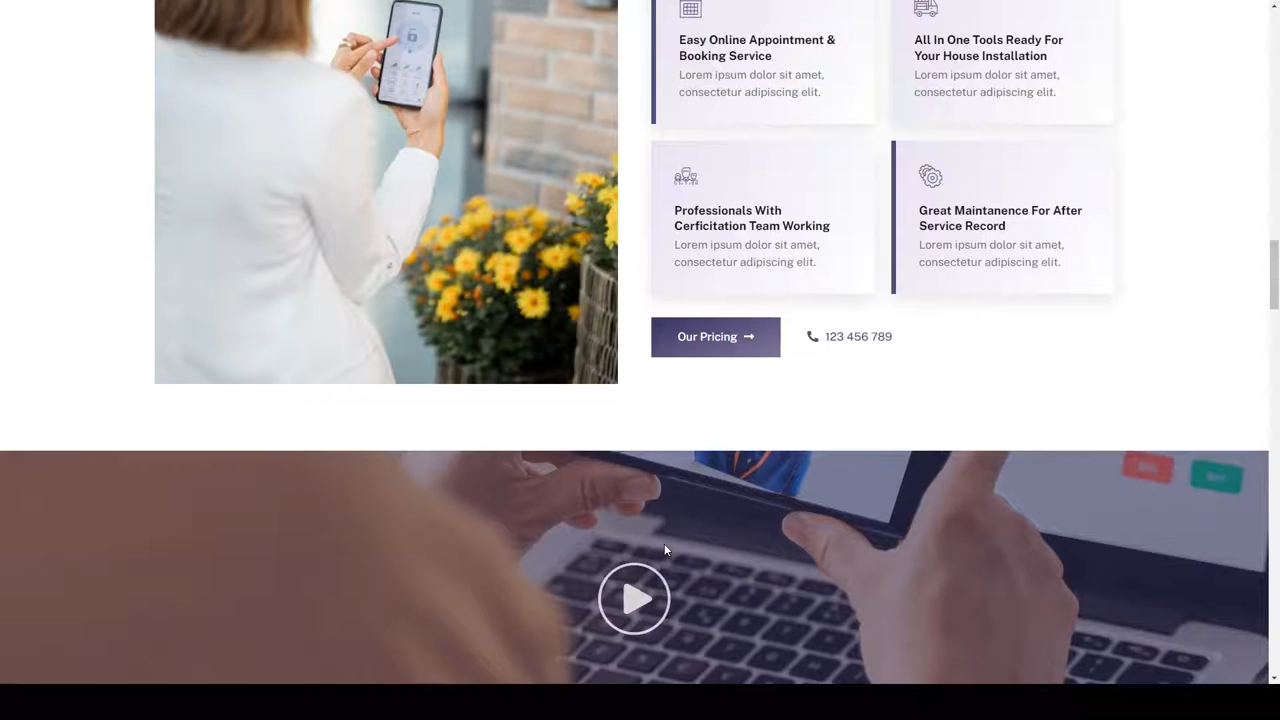 Easy Online Appointment &
Booking Service
Lorem ipsum dolor sit amet,
consectetur adipiscing elit.
All In One Tools Ready For
Your House Installation
Lorem ipsum dolor sit amet,
consectetur adipiscing elit.
Professionals With
Cerficitation Team Working
Lorem ipsum dolor sit amet,
consectetur adipiscing elit.
Great Maintanence For After
Service Record
Lorem ipsum dolor sit amet,
consectetur adipiscing elit.
Our Pricing
123 456 789